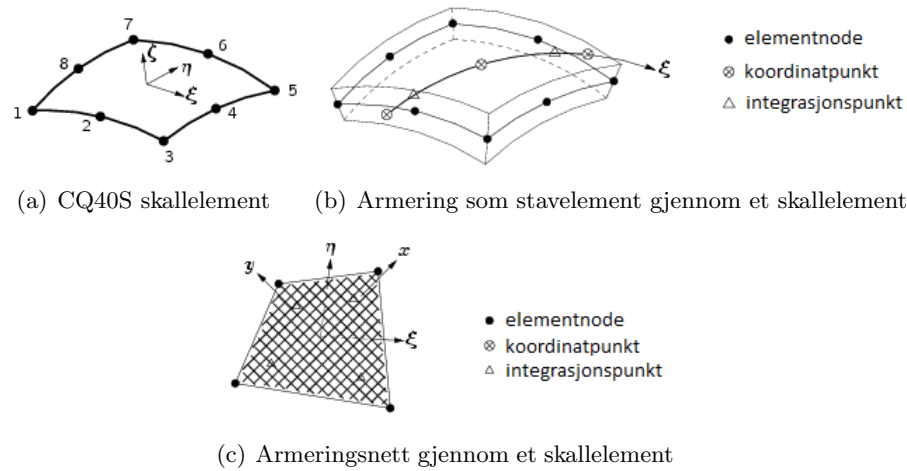 7
8
6
ζ
η
ξ
5
1
2
4
3
ξ
elementnode
koordinatpunkt
integrasjonspunkt
(a) CQ40S skallelement
(b) Armering som stavelement gjennom et skallelement
y
η
x
ξ
elementnode
koordinatpunkt
integrasjonspunkt
(c) Armeringsnett gjennom et skallelement